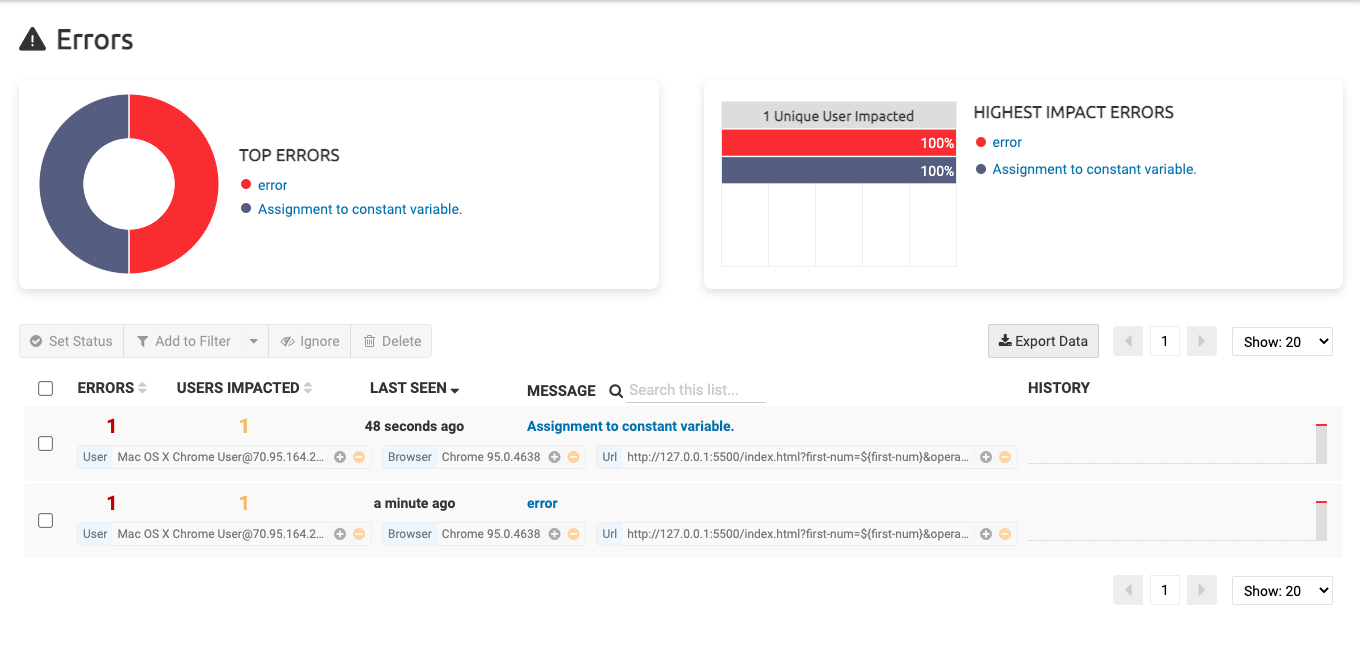 Errors
TOP ERRORS
error
Assignment to constant variable.
1 Unique User Impacted
100%
100%
HIGHEST IMPACT ERRORS
error
Assignment to constant variable.
Set Status Add to Filter Ignore Delete Export Data 1 Show: 20
ERRORS USERS IMPACTED LAST SEEN MESSAGE Search this list... HISTORY
1 1 48 seconds ago Assignment to constant variable.
User Mac OS X Chrome User@70.95.164.2... Browser Chrome 95.0.4638 Url http://127.0.0.1:5500/index.html?first-num=${first-num}&opera...
1 1 a minute ago error
User Mac OS X Chrome User@70.95.164.2... Browser Chrome 95.0.4638 Url http://127.0.0.1:5500/index.html?first-num=${first-num}&opera...
1 Show: 20